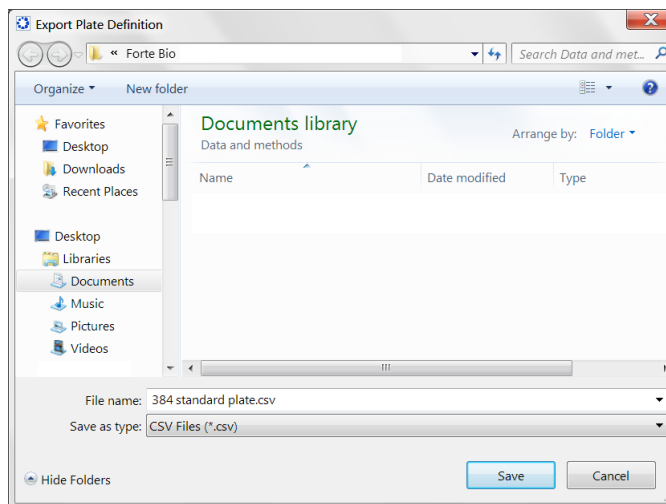 Export Plate Definition
« Forte Bio
Search Data and met...
Organize
New folder
Favorites
Desktop
Downloads
Recent Places
Desktop
Libraries
Documents
Music
Pictures
Videos
Documents library
Data and methods
Arrange by: Folder
Name Date modified Type
File name: 384 standard plate.csv
Save as type: CSV Files (*.csv)
Hide Folders
Save
Cancel